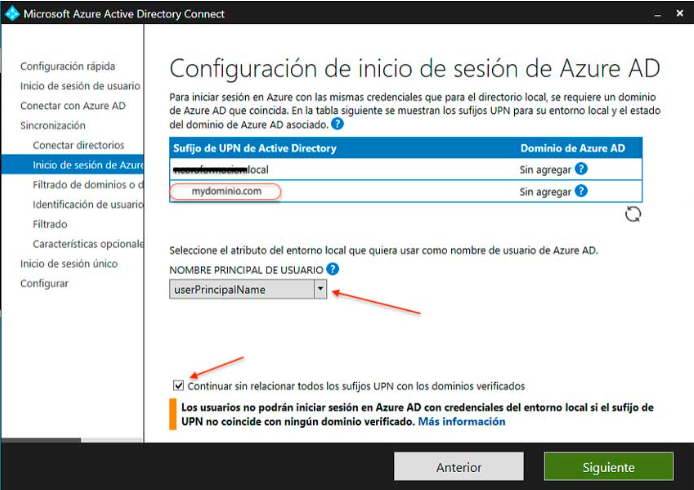 Microsoft Azure Active Directory Connect
Configuración rápida
Inicio de sesión de usuario
Conectar con Azure AD
Sincronización
Conectar directorios
Inicio de sesión de Azure
Filtrado de dominios o d
Identificación de usuario
Filtrado
Características opcionale
Inicio de sesión único
Configurar
Configuración de inicio de sesión de Azure AD
Para iniciar sesión en Azure con las mismas credenciales que para el directorio local, se requiere un dominio
de Azure AD que coincida. En la tabla siguiente se muestran los sufijos UPN para su entorno local y el estado
del dominio de Azure AD asociado. ?
Sufijo de UPN de Active Directory Dominio de Azure AD
local Sin agregar ?
mydominio.com Sin agregar ?
Seleccione el atributo del entorno local que quiera usar como nombre de usuario de Azure AD.
NOMBRE PRINCIPAL DE USUARIO ?
userPrincipalName
Continuar sin relacionar todos los sufijos UPN con los dominios verificados
Los usuarios no podrán iniciar sesión en Azure AD con credenciales del entorno local si el sufijo de
UPN no coincide con ningún dominio verificado. Más información
Anterior Siguiente